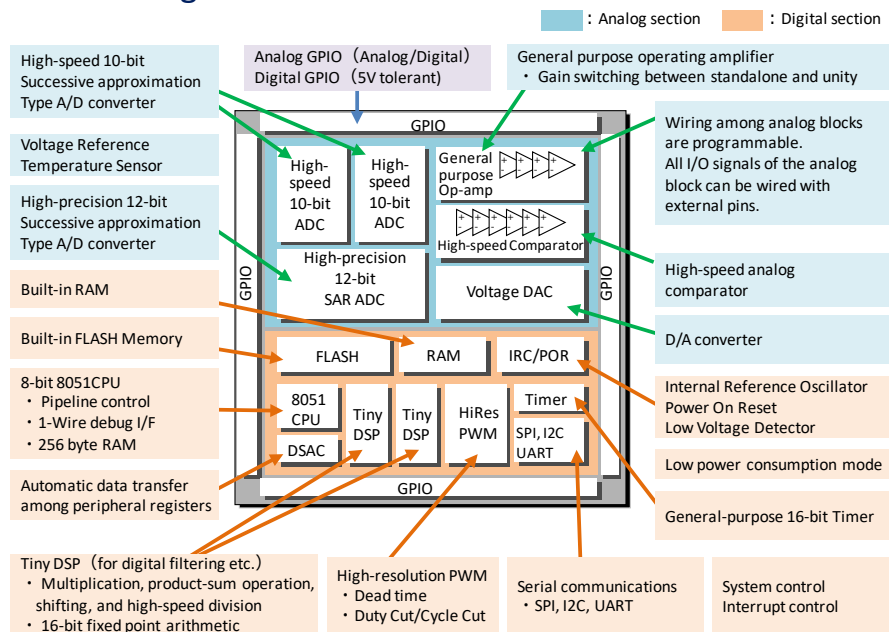 : Analog section
: Digital section
High-speed 10-bit
Successive approximation
Type A/D converter
Analog GPIO（Analog/Digital）
Digital GPIO（5V tolerant）
General purpose operating amplifier
・ Gain switching between standalone and unity
Voltage Reference
Temperature Sensor
High-precision 12-bit
Successive approximation
Type A/D converter
Built-in RAM
Built-in FLASH Memory
8-bit 8051CPU
・ Pipeline control
・ 1-Wire debug I/F
・ 256 byte RAM
Automatic data transfer
among peripheral registers
GPIO
GPIO
GPIO
GPIO
High-
speed
10-bit
ADC
High-
speed
10-bit
ADC
General
purpose
Op-amp
+ + + +
- - - -
+ + + + + +
- - - - - -
High-speed Comparator
High-precision
12-bit
SAR ADC
Voltage DAC
FLASH
RAM
IRC/POR
8051
CPU
DSAC
Tiny
DSP
Tiny
DSP
HiRes
PWM
Timer
SPI, I2C
UART
Wiring among analog blocks
are programmable.
All I/O signals of the analog
block can be wired with
external pins.
High-speed analog
comparator
D/A converter
Internal Reference Oscillator
Power On Reset
Low Voltage Detector
Low power consumption mode
General-purpose 16-bit Timer
Tiny DSP（for digital filtering etc.）
・ Multiplication, product-sum operation,
shifting, and high-speed division
・ 16-bit fixed point arithmetic
High-resolution PWM
・ Dead time
・ Duty Cut/Cycle Cut
Serial communications
・ SPI, I2C, UART
System control
Interrupt control